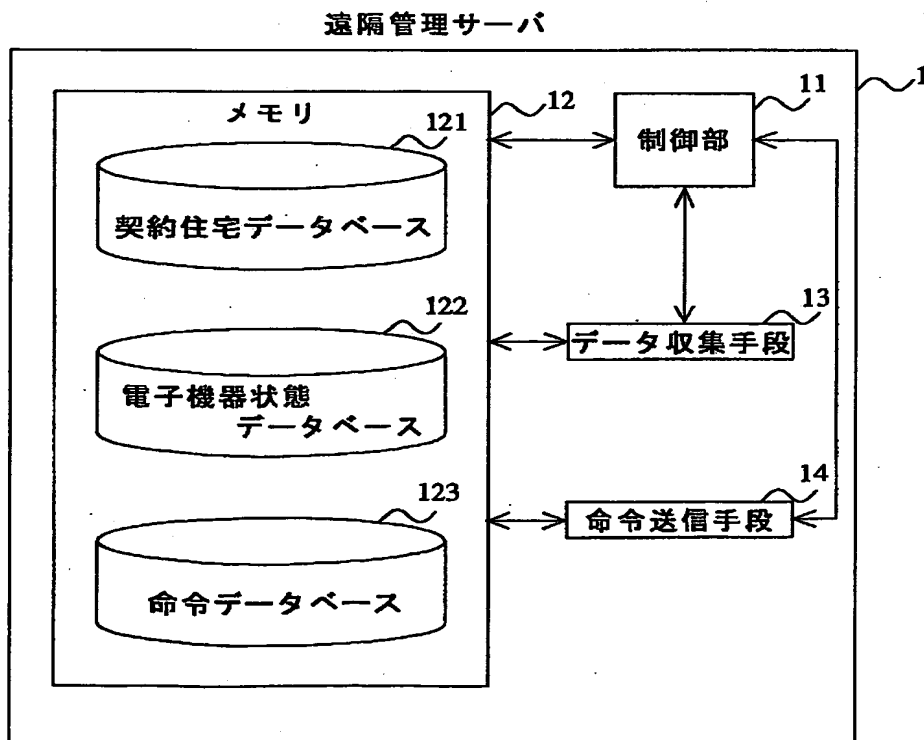 遠隔管理サーバ
1
メモリ
12
11
制御部
121
契約住宅データベース
122
電子機器状態
データベース
13
データ収集手段
123
命令データベース
14
命令送信手段